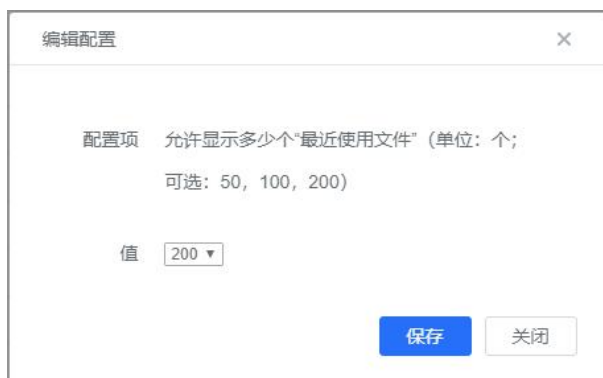 编辑配置
配置项 允许显示多少个“最近使用文件”（单位：个；
可选：50，100，200）
值 200
保存 关闭